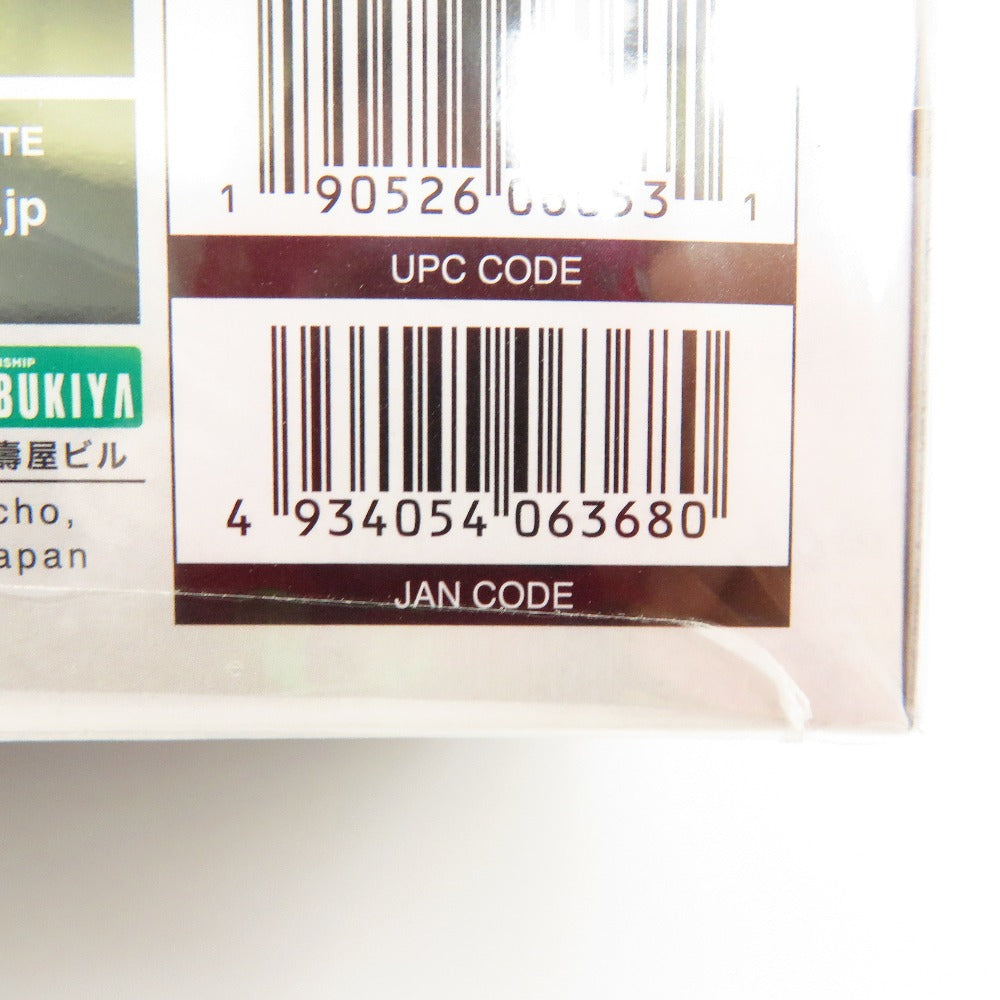 TE
.jp
1 90526 1
UPC CODE
NSHIP
BUKIYA
壽屋ビル
cho,
apan
4 934054 063680
JAN CODE